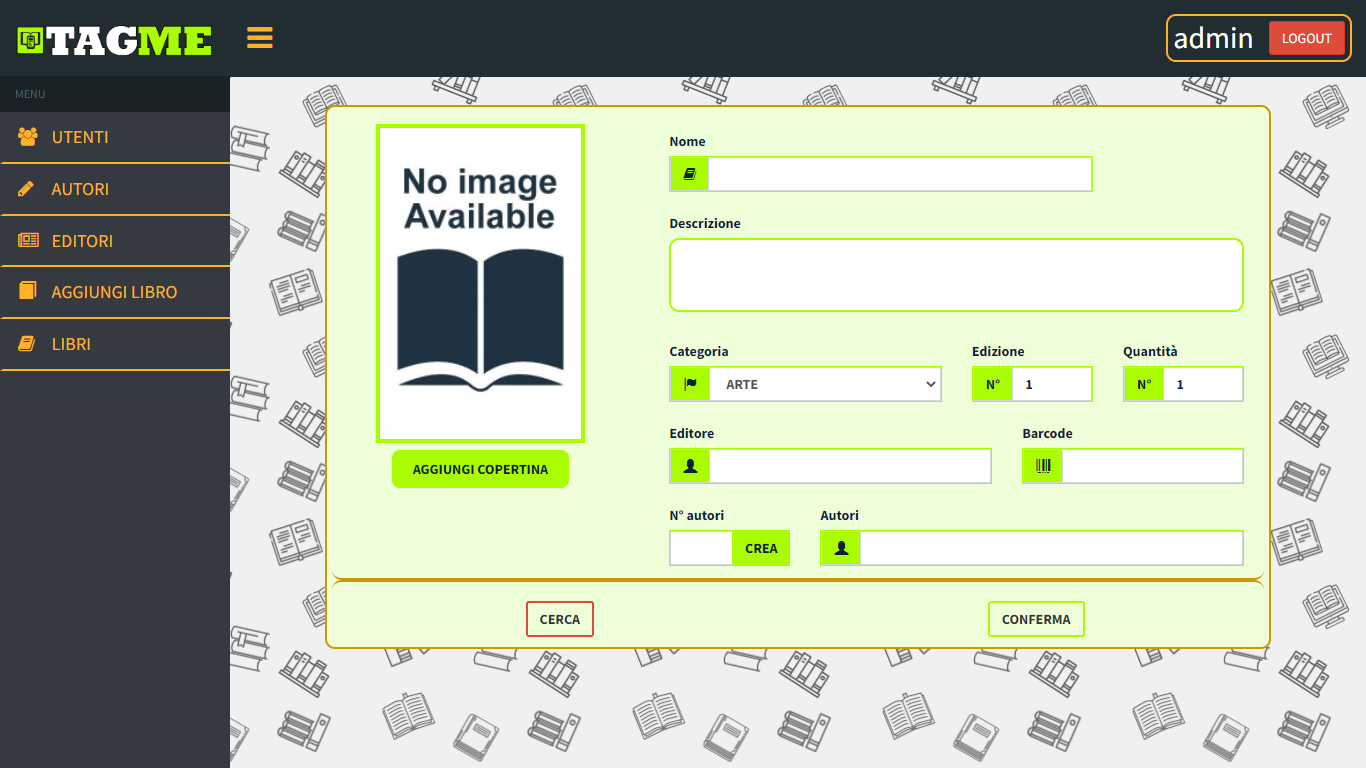 TAGME
admin
LOGOUT
MENU
UTENTI
AUTORI
EDITORI
AGGIUNGI LIBRO
LIBRI
No image
Available
AGGIUNGI COPERTINA
Nome
Descrizione
Categoria
Edizione
Quantità
ARTE
N° 1
N° 1
Editore
Barcode
N° autori
Autori
CREA
CERCA
CONFERMA